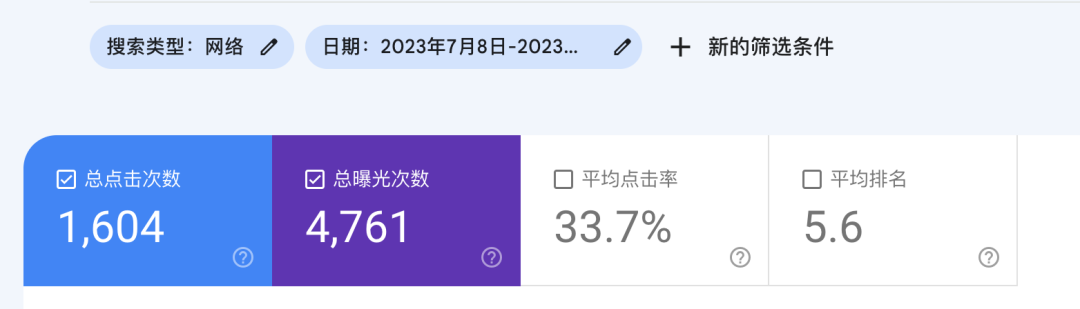 搜索类型：网络 日期：2023年7月8日-2023... + 新的筛选条件
总点击次数 总曝光次数 平均点击率 平均排名
1,604 4,761 33.7% 5.6